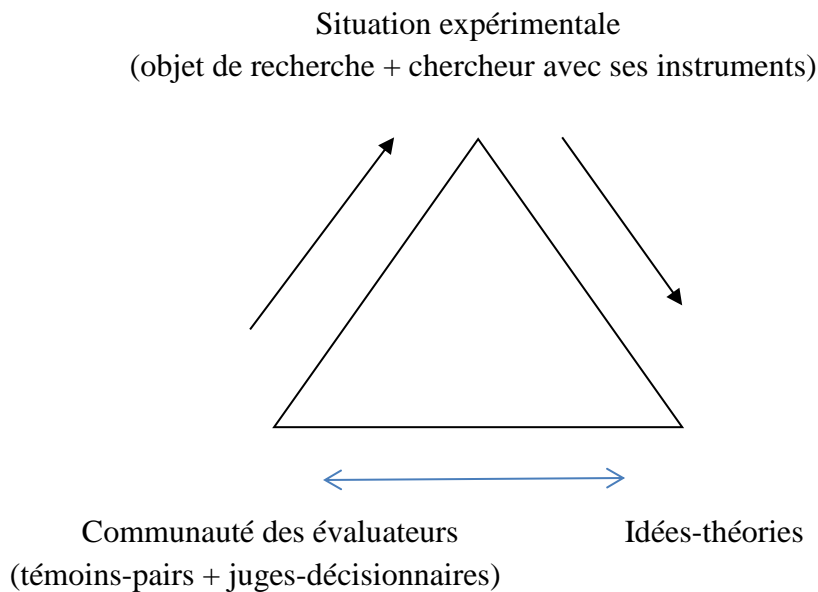 Situation expérimentale
(objet de recherche + chercheur avec ses instruments)
Communauté des évaluateurs
(témoins-pairs + juges-décisionnaires)
Idées-théories